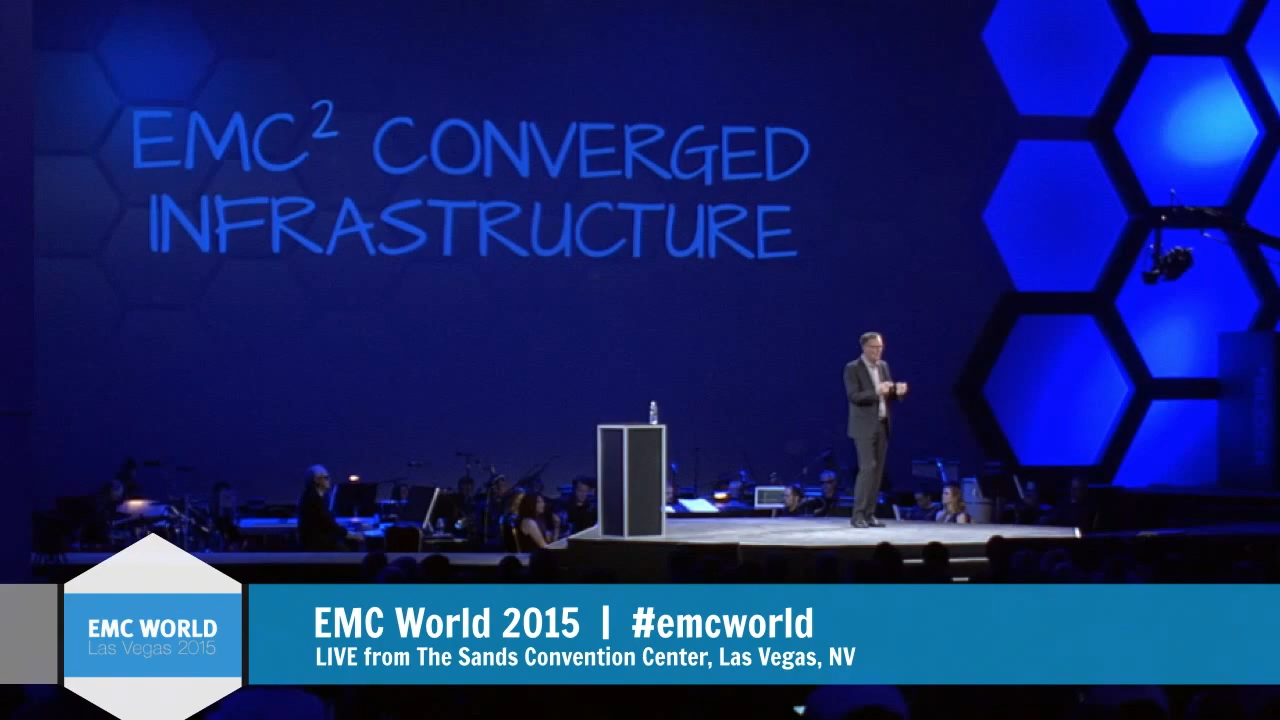 EMC² CONVERGED
INFRASTRUCTURE
EMC WORLD
Las Vegas 2015
EMC World 2015 | #emcworld
LIVE from The Sands Convention Center, Las Vegas, NV